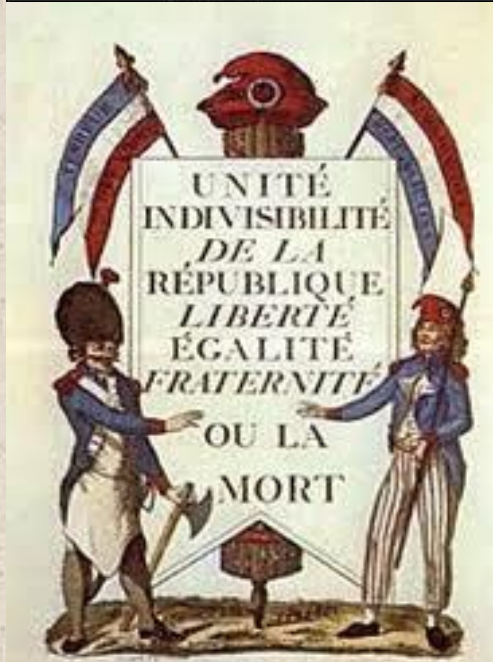 UNITÉ
INDIVISIBILITÉ
DE LA
RÉPUBLIQUE
LIBERTÉ
ÉGALITÉ
FRATERNITÉ
OU LA
MORT